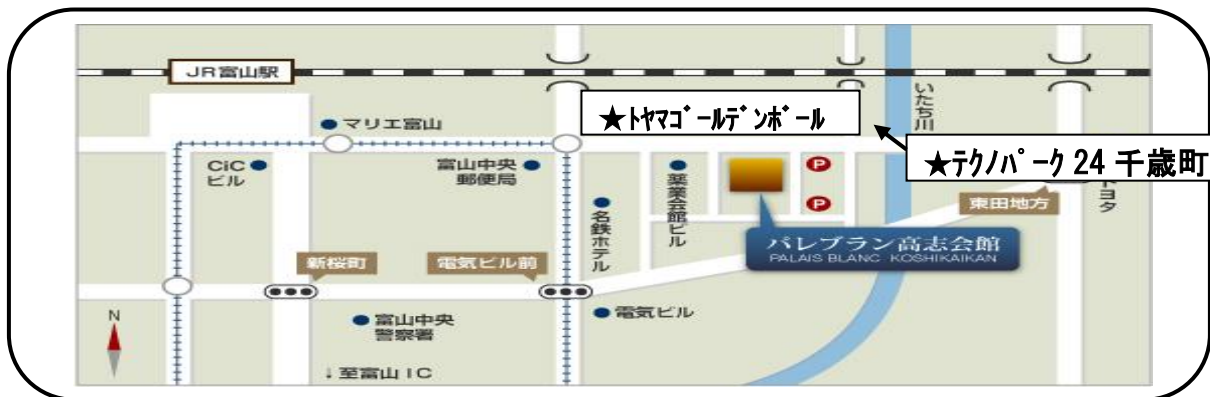 JR富山駅
マリエ富山
★ﾄﾔﾏｺﾞｰﾙﾃﾞﾝﾎﾞｰﾙ
いたち川
★ﾃｸﾉﾊﾟｰｸ 24 千歳町
CiC
ビル
富山中央
郵便局
名鉄ホテル
薬業会館ビル
P
P
東田地方
トヨタ
パレブラン高志会館
PALAIS BLANC KOSHIKAIKAN
新桜町
電気ビル前
N
富山中央
警察署
電気ビル
↓至富山IC